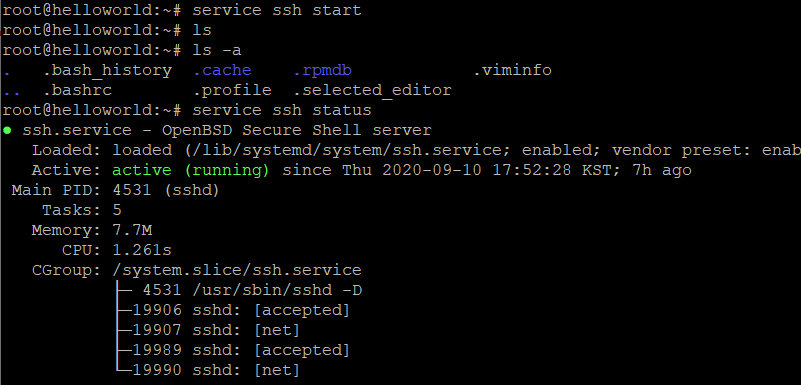 root@helloworld:~# service ssh start
root@helloworld:~# ls
root@helloworld:~# ls -a
.   .bash_history  .cache    .rpmdb            .viminfo
..  .bashrc        .profile  .selected_editor
root@helloworld:~# service ssh status
● ssh.service - OpenBSD Secure Shell server
   Loaded: loaded (/lib/systemd/system/ssh.service; enabled; vendor preset: enab
   Active: active (running) since Thu 2020-09-10 17:52:28 KST; 7h ago
 Main PID: 4531 (sshd)
    Tasks: 5
   Memory: 7.7M
      CPU: 1.261s
   CGroup: /system.slice/ssh.service
           ├─ 4531 /usr/sbin/sshd -D
           ├─19906 sshd: [accepted]
           ├─19907 sshd: [net]
           ├─19989 sshd: [accepted]
           └─19990 sshd: [net]